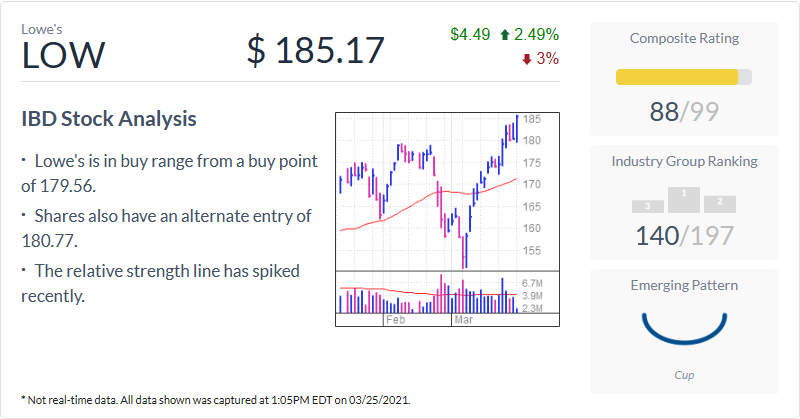 Lowe's
LOW
$ 185.17
$4.49 2.49%
3%
IBD Stock Analysis
· Lowe's is in buy range from a buy point
of 179.56.
· Shares also have an alternate entry of
180.77.
· The relative strength line has spiked
recently.
185
180
175
170
165
160
155
6.7M
3.9M
2.3M
Feb Mar
Composite Rating
88/99
Industry Group Ranking
3 1 2
140/197
Emerging Pattern
Cup
* Not real-time data. All data shown was captured at 1:05PM EDT on 03/25/2021.